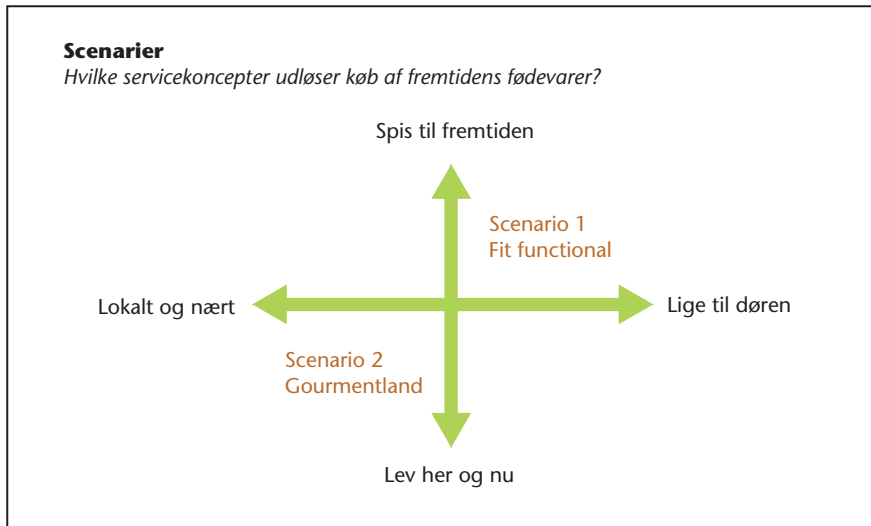 Scenarier
Hvilke servicekoncepter udløser køb af fremtidens fødevarer?
Spis til fremtiden
Scenario 1
Fit functional
Lokalt og nært
Lige til døren
Scenario 2
Gourmentland
Lev her og nu